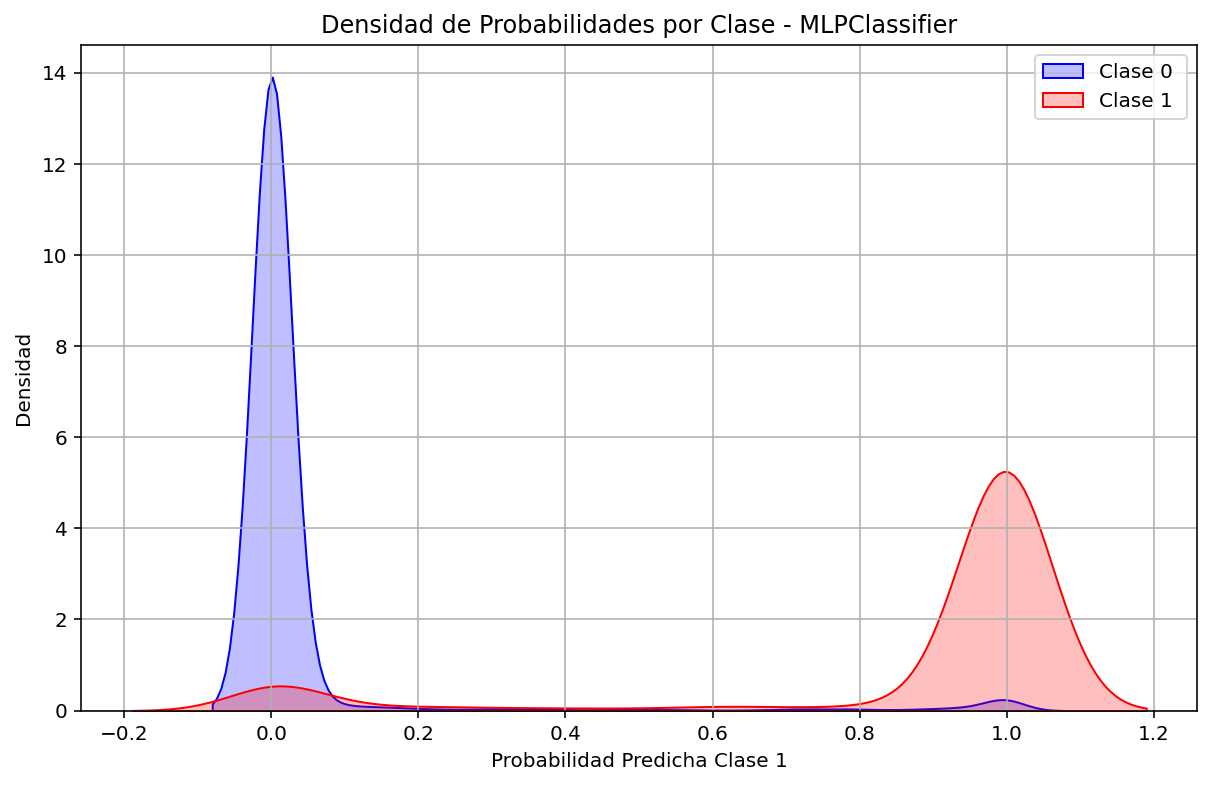 Densidad de Probabilidades por Clase - MLPClassifier
Clase 0
Clase 1
Densidad
14
12
10
8
6
4
2
0
−0.2 0.0 0.2 0.4 0.6 0.8 1.0 1.2
Probabilidad Predicha Clase 1